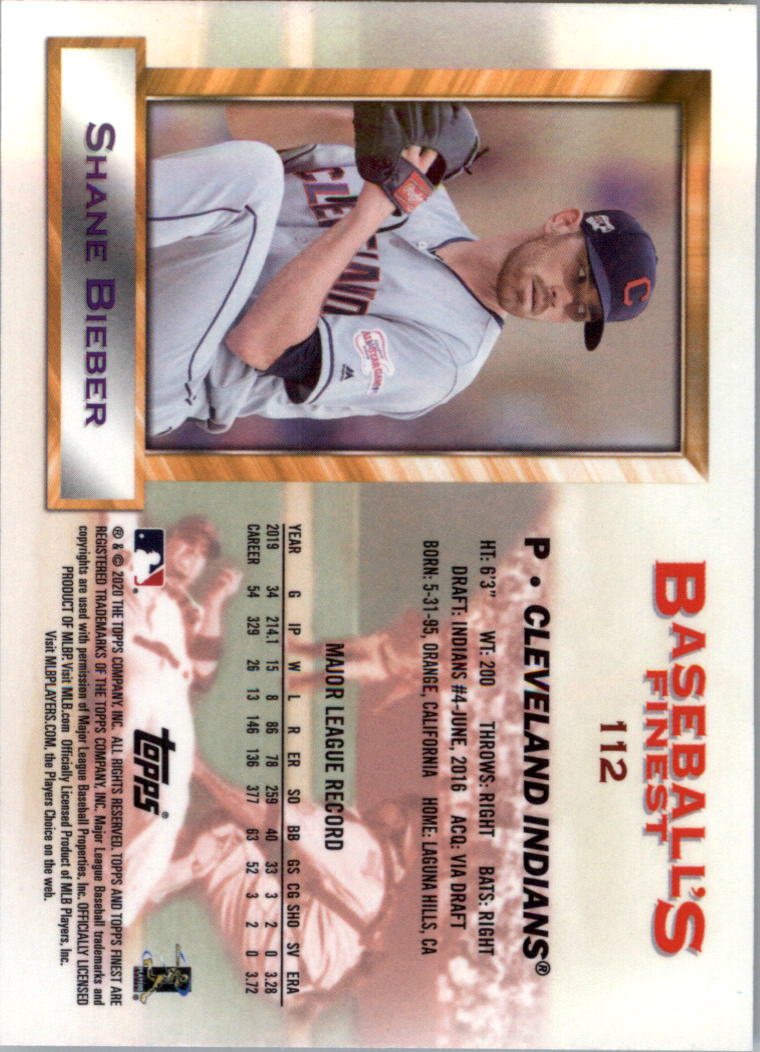 BASEBALL'S
FINEST
112
P • CLEVELAND INDIANS®
HT: 6'3" WT: 200 THROWS: RIGHT BATS: RIGHT
DRAFT: INDIANS #4-JUNE, 2016 ACQ: VIA DRAFT
BORN: 5-31-95, ORANGE, CALIFORNIA HOME: LAGUNA HILLS, CA
MAJOR LEAGUE RECORD
YEAR G IP W L R ER SO BB GS CG SHO SV ERA
2019 34 214.1 15 8 86 78 259 40 33 3 2 0 3.28
CAREER 54 329 26 13 146 136 377 63 52 3 2 0 3.72
C
CLEVELAND
ALL-STAR GAME
SHANE BIEBER
topps®
® & © 2020 THE TOPPS COMPANY, INC. ALL RIGHTS RESERVED. TOPPS AND TOPPS FINEST ARE
REGISTERED TRADEMARKS OF THE TOPPS COMPANY, INC. Major League Baseball trademarks and
copyrights are used with permission of Major League Baseball Properties, Inc. OFFICIALLY LICENSED
PRODUCT OF MLBP. Visit MLB.com Officially Licensed Product of MLB Players, Inc.
Visit MLBPLAYERS.COM, the Players Choice on the web.